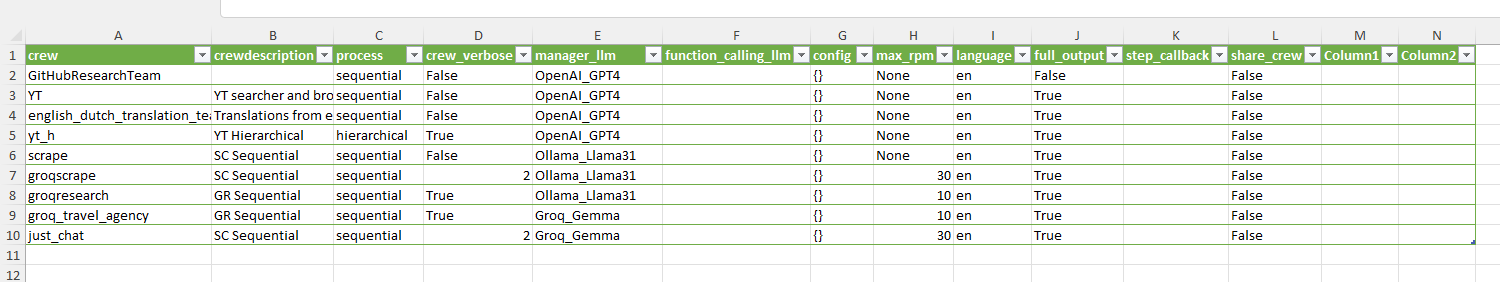 A B C D E F G H I J K L M N
1 crew crewdescription process crew_verbose manager_llm function_calling_llm config max_rpm language full_output step_callback share_crew Column1 Column2
2 GitHubResearchTeam sequential False OpenAI_GPT4 {} None en False False
3 YT YT searcher and bro sequential False OpenAI_GPT4 {} None en True False
4 english_dutch_translation_te Translations from e sequential False OpenAI_GPT4 {} None en True False
5 yt_h YT Hierarchical hierarchical True OpenAI_GPT4 {} None en True False
6 scrape SC Sequential sequential False Ollama_Llama31 {} None en True False
7 groqscrape SC Sequential sequential 2 Ollama_Llama31 {} 30 en True False
8 groqresearch GR Sequential sequential True Ollama_Llama31 {} 10 en True False
9 groq_travel_agency GR Sequential sequential True Groq_Gemma {} 10 en True False
10 just_chat SC Sequential sequential 2 Groq_Gemma {} 30 en True False
11
12